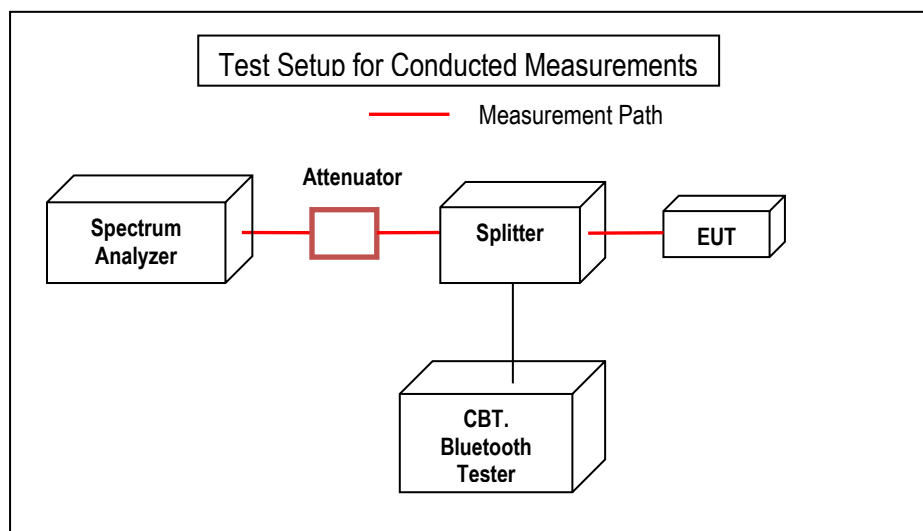 Test Setup for Conducted Measurements
Measurement Path
Attenuator
Spectrum
Analyzer
Splitter
EUT
CBT.
Bluetooth
Tester